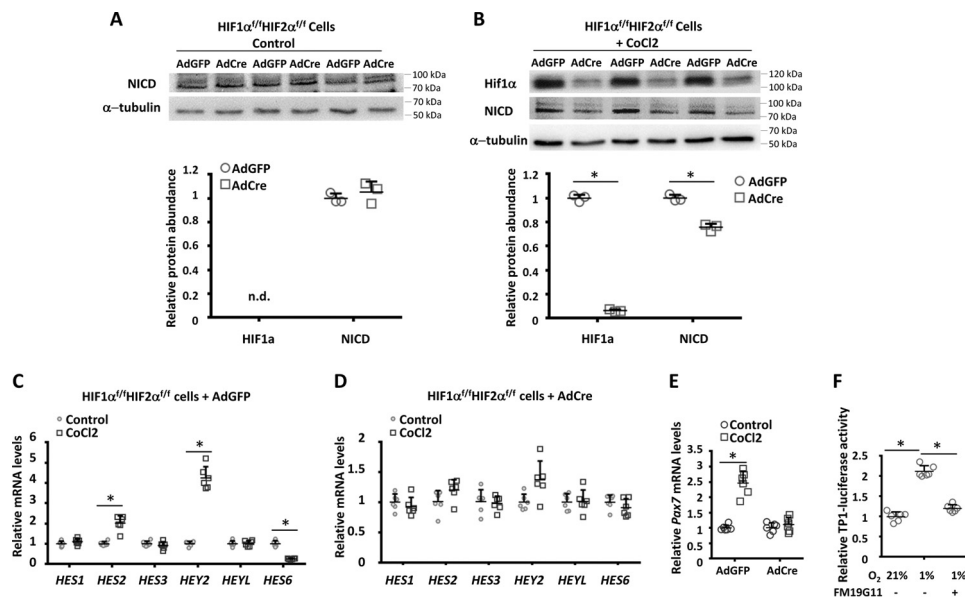 A
HIF1αf/fHIF2αf/f Cells
Control
AdGFP AdCre AdGFP AdCre AdGFP AdCre
NICD
100 kDa
70 kDa
α–tubulin
70 kDa
50 kDa
Relative protein abundance
1.2
1
0.8
0.6
0.4
0.2
0
AdGFP
AdCre
n.d.
HIF1a NICD
B
HIF1αf/fHIF2αf/f Cells
+ CoCl2
AdGFP AdCre AdGFP AdCre AdGFP AdCre
Hif1α
120 kDa
100 kDa
NICD
100 kDa
70 kDa
α–tubulin
70 kDa
50 kDa
Relative protein abundance
1.2
1
0.8
0.6
0.4
0.2
0
* *
AdGFP
AdCre
HIF1a NICD
C
HIF1αf/fHIF2αf/f cells + AdGFP
Control
CoCl2
Relative mRNA levels
6
5
4
3
2
1
0
* * *
HES1 HES2 HES3 HEY2 HEYL HES6
D
HIF1αf/fHIF2αf/f cells + AdCre
Control
CoCl2
Relative mRNA levels
2.5
2
1.5
1
0.5
0
HES1 HES2 HES3 HEY2 HEYL HES6
E
Control
CoCl2
Relative Pax7 mRNA levels
3.5
3
2.5
2
1.5
1
0.5
0
*
AdGFP AdCre
F
Relative TP1-luciferase activity
2.5
2
1.5
1
0.5
0
* *
O2 21% 1% 1%
FM19G11 - - +